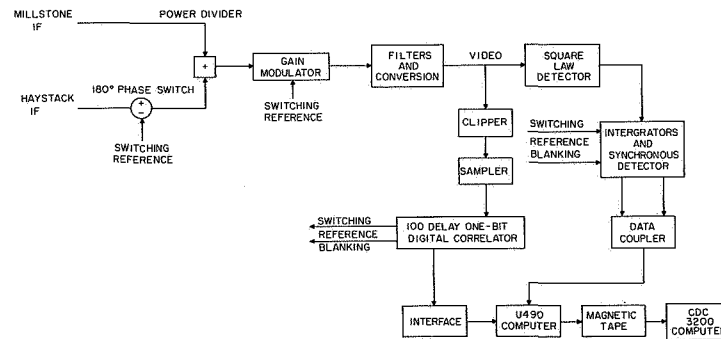 MILLSTONE
IF
POWER DIVIDER
+
HAYSTACK
IF
180° PHASE SWITCH
+
−
SWITCHING
REFERENCE
GAIN
MODULATOR
SWITCHING
REFERENCE
FILTERS
AND
CONVERSION
VIDEO
SQUARE
LAW
DETECTOR
CLIPPER
SAMPLER
SWITCHING
REFERENCE
BLANKING
INTERGRATORS
AND
SYNCHRONOUS
DETECTOR
SWITCHING
REFERENCE
BLANKING
100 DELAY ONE-BIT
DIGITAL CORRELATOR
DATA
COUPLER
INTERFACE
U490
COMPUTER
MAGNETIC
TAPE
CDC
3200
COMPUTER